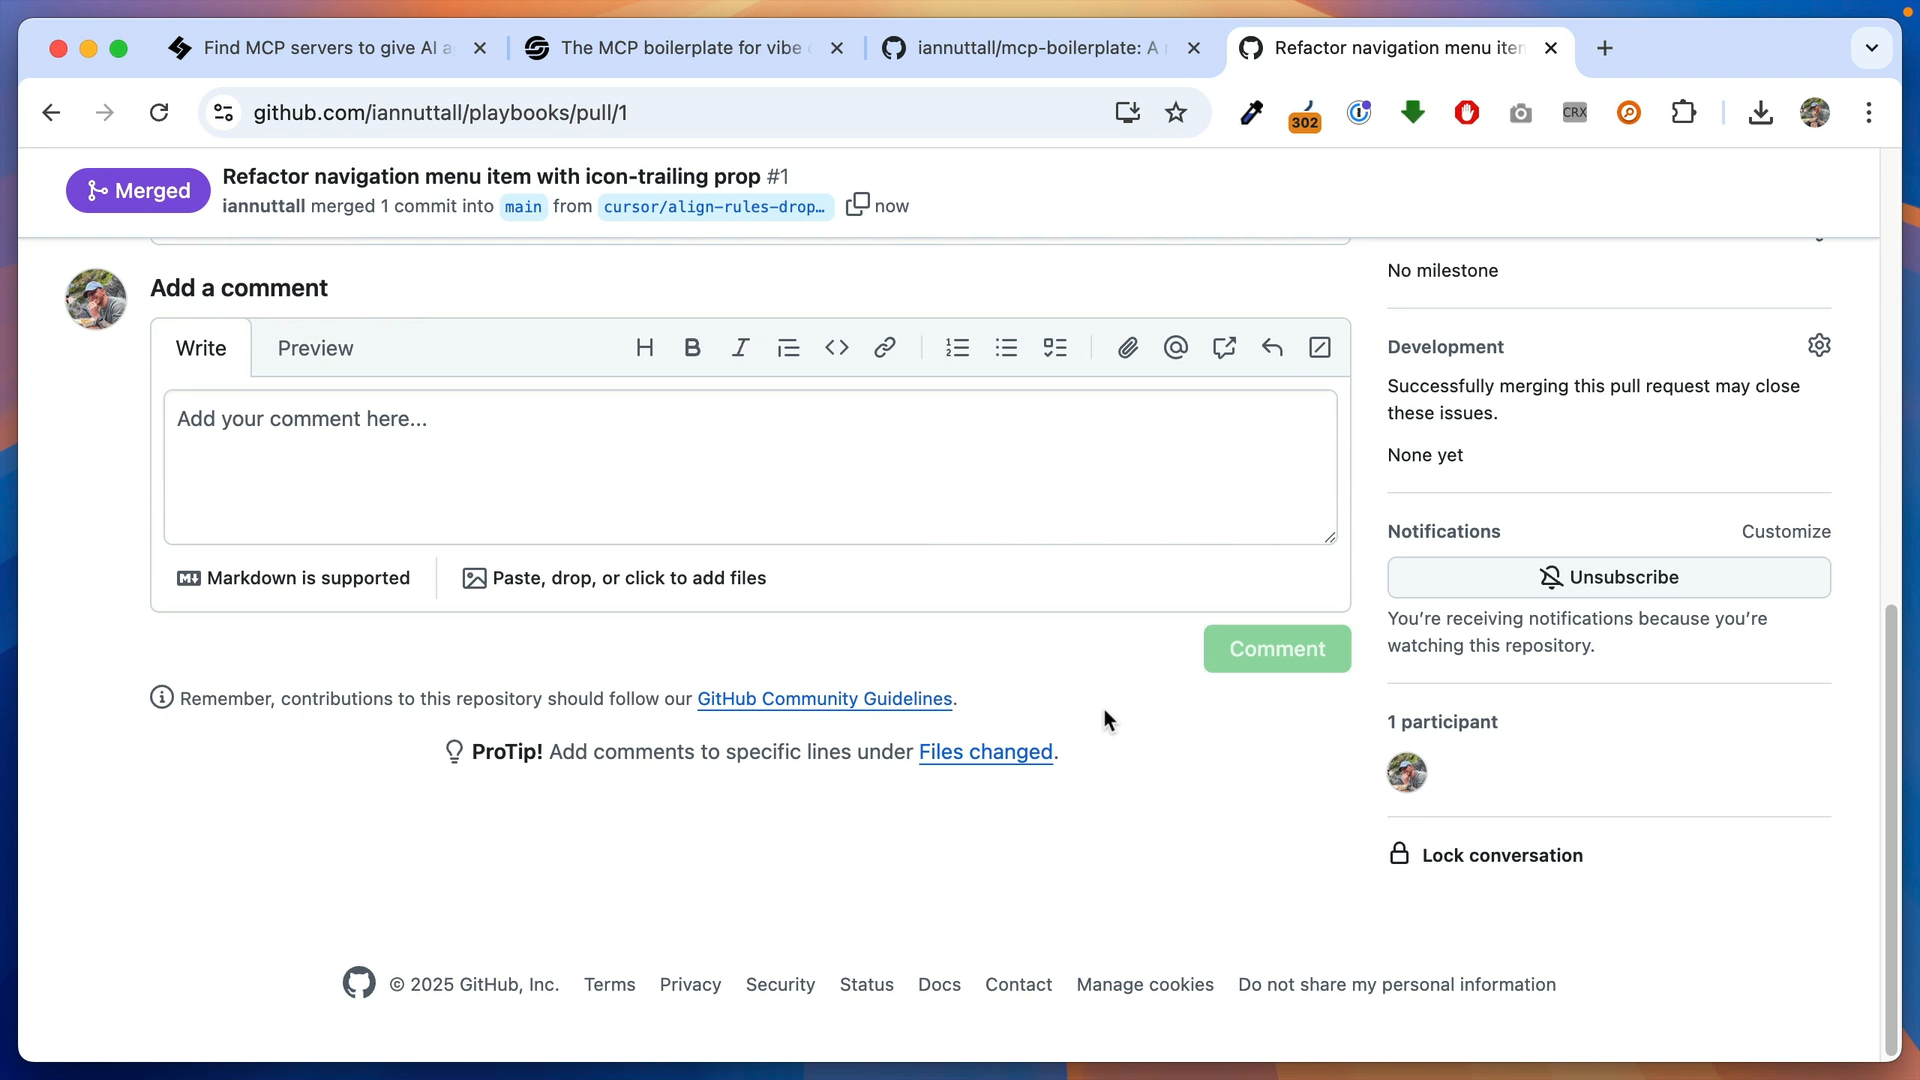 Find MCP servers to give AI a
The MCP boilerplate for vibe
iannuttall/mcp-boilerplate: A
Refactor navigation menu iten
github.com/iannuttall/playbooks/pull/1
302
CRX
Merged
Refactor navigation menu item with icon-trailing prop #1
iannuttall merged 1 commit into main from cursor/align-rules-drop… now
No milestone
Add a comment
Write
Preview
Development
Successfully merging this pull request may close
these issues.
None yet
Add your comment here...
Markdown is supported
Paste, drop, or click to add files
Notifications
Customize
Unsubscribe
You're receiving notifications because you're
watching this repository.
Comment
Remember, contributions to this repository should follow our GitHub Community Guidelines.
ProTip! Add comments to specific lines under Files changed.
1 participant
Lock conversation
© 2025 GitHub, Inc. Terms Privacy Security Status Docs Contact Manage cookies Do not share my personal information